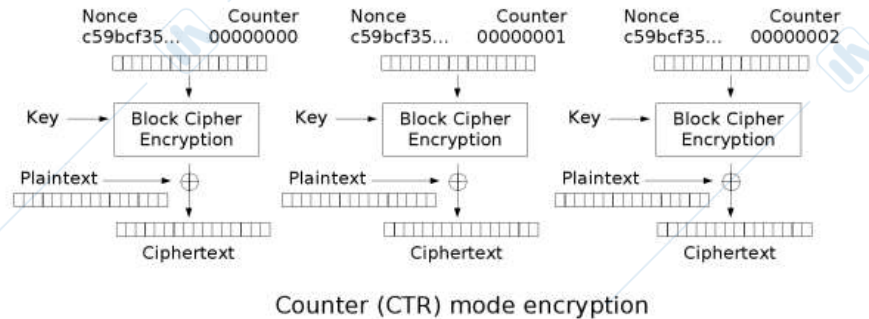 Nonce Counter Nonce Counter Nonce Counter
c59bcf35... 00000000 c59bcf35... 00000001 c59bcf35... 00000002
Key Block Cipher Encryption Key Block Cipher Encryption Key Block Cipher Encryption
Plaintext Plaintext Plaintext
Ciphertext Ciphertext Ciphertext
Counter (CTR) mode encryption